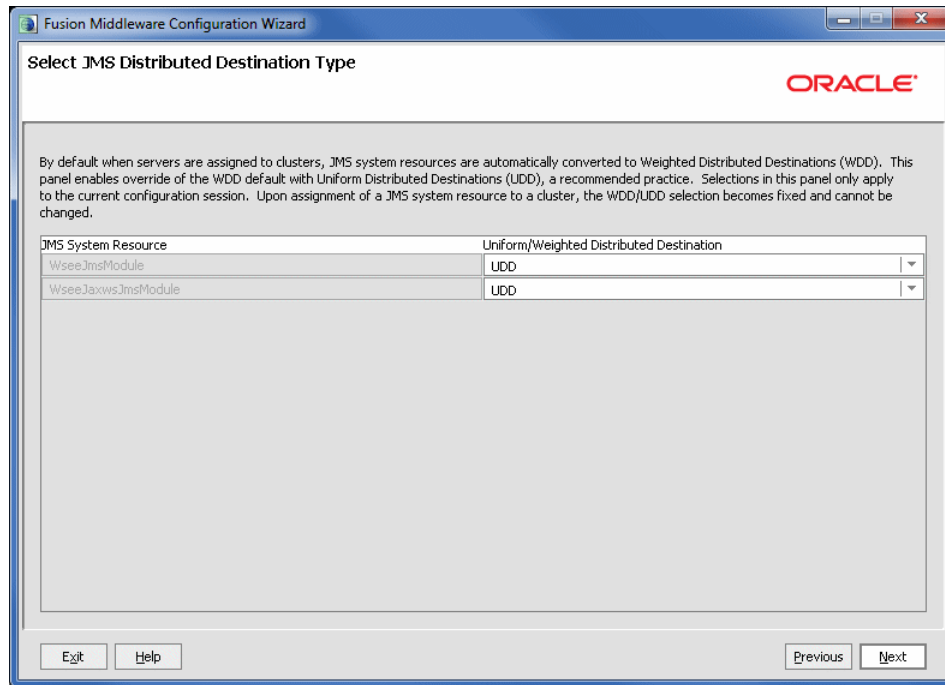 Fusion Middleware Configuration Wizard
Select JMS Distributed Destination Type
ORACLE
By default when servers are assigned to clusters, JMS system resources are automatically converted to Weighted Distributed Destinations (WDD). This
panel enables override of the WDD default with Uniform Distributed Destinations (UDD), a recommended practice. Selections in this panel only apply
to the current configuration session. Upon assignment of a JMS system resource to a cluster, the WDD/UDD selection becomes fixed and cannot be
changed.
JMS System Resource Uniform/Weighted Distributed Destination
WseeJmsModule UDD
WseeJaxwsJmsModule UDD
Exit Help Previous Next